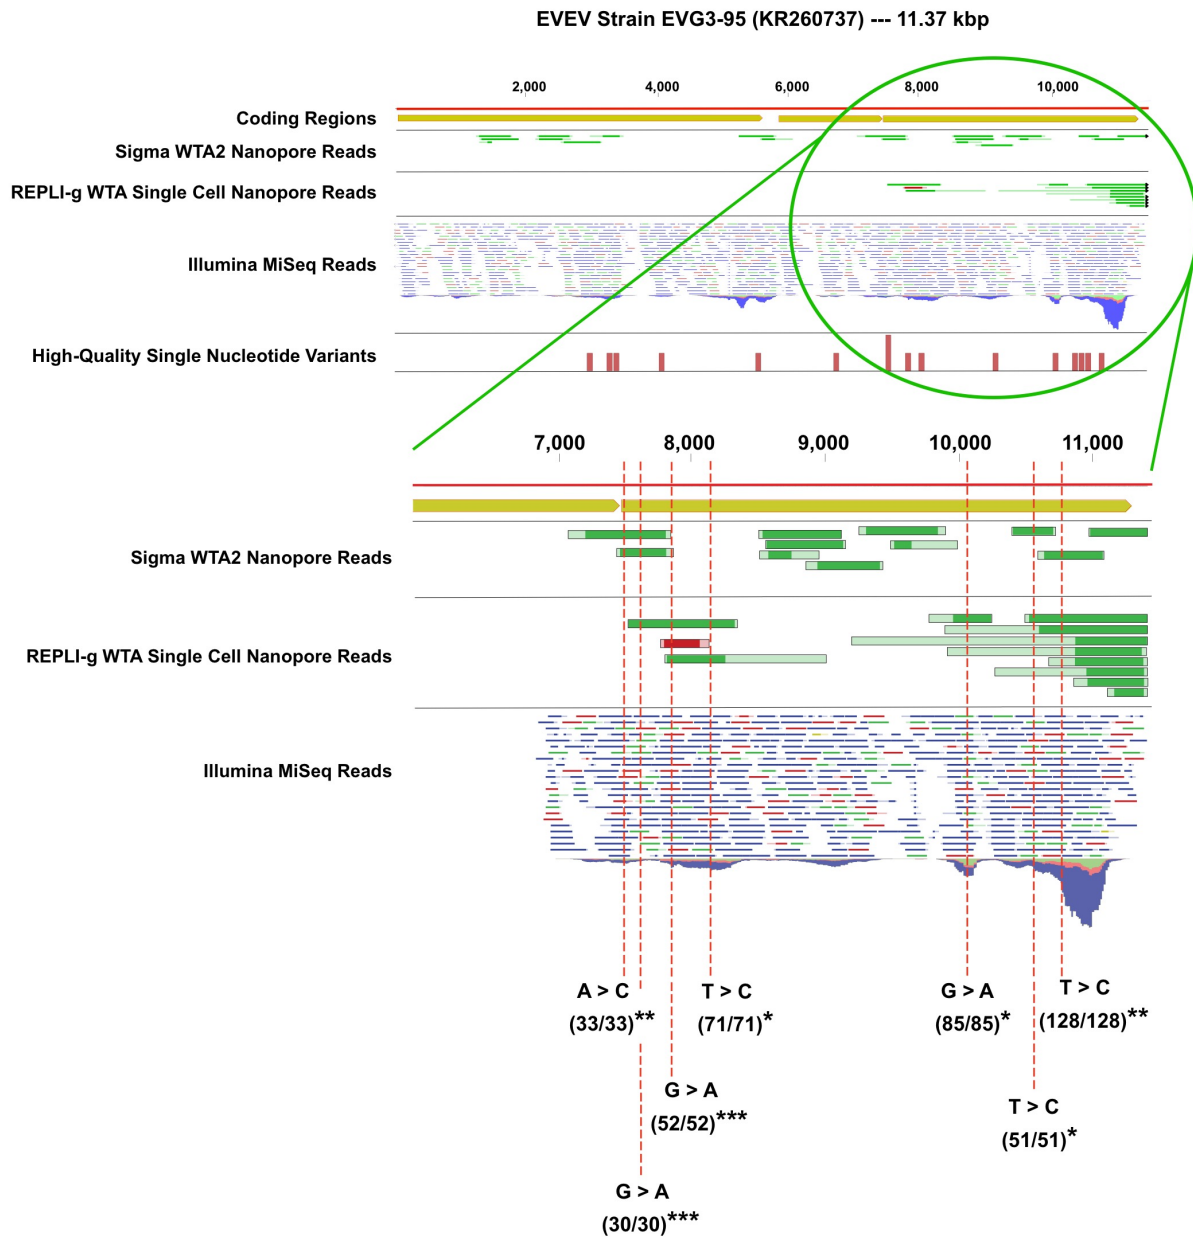 EVEV Strain EVG3-95 (KR260737) --- 11.37 kbp
2,000 4,000 6,000 8,000 10,000
Coding Regions
Sigma WTA2 Nanopore Reads
REPLI-g WTA Single Cell Nanopore Reads
Illumina MiSeq Reads
High-Quality Single Nucleotide Variants
7,000 8,000 9,000 10,000 11,000
Sigma WTA2 Nanopore Reads
REPLI-g WTA Single Cell Nanopore Reads
Illumina MiSeq Reads
A > C T > C G > A T > C
(33/33)** (71/71)* (85/85)* (128/128)**
G > A
(52/52)***
T > C
(51/51)*
G > A
(30/30)***